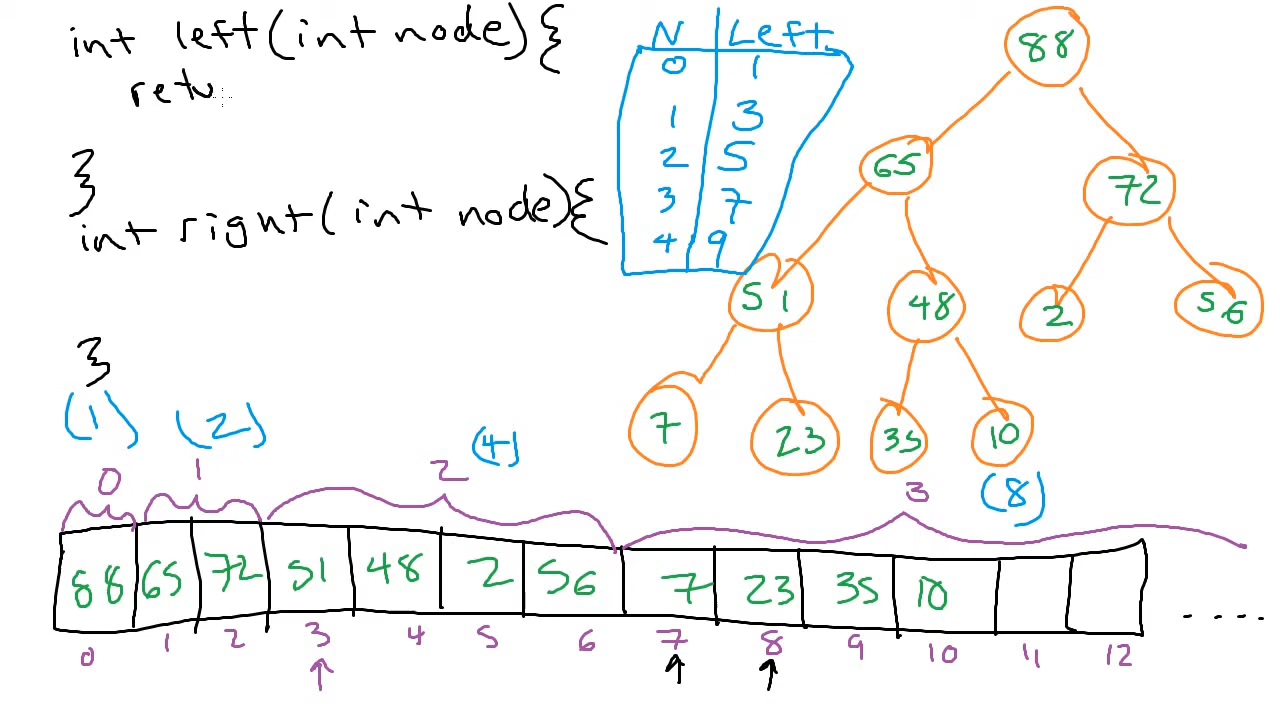 int left(int node){
retu
}
int right(int node){
}
N Left
0 1
1 3
2 5
3 7
4 9
88
65 72
51 48 2 56
7 23 35 10
(1) (2) (4) (8)
0 1 2 3
88 65 72 51 48 2 56 7 23 35 10 .....
0 1 2 3 4 5 6 7 8 9 10 11 12